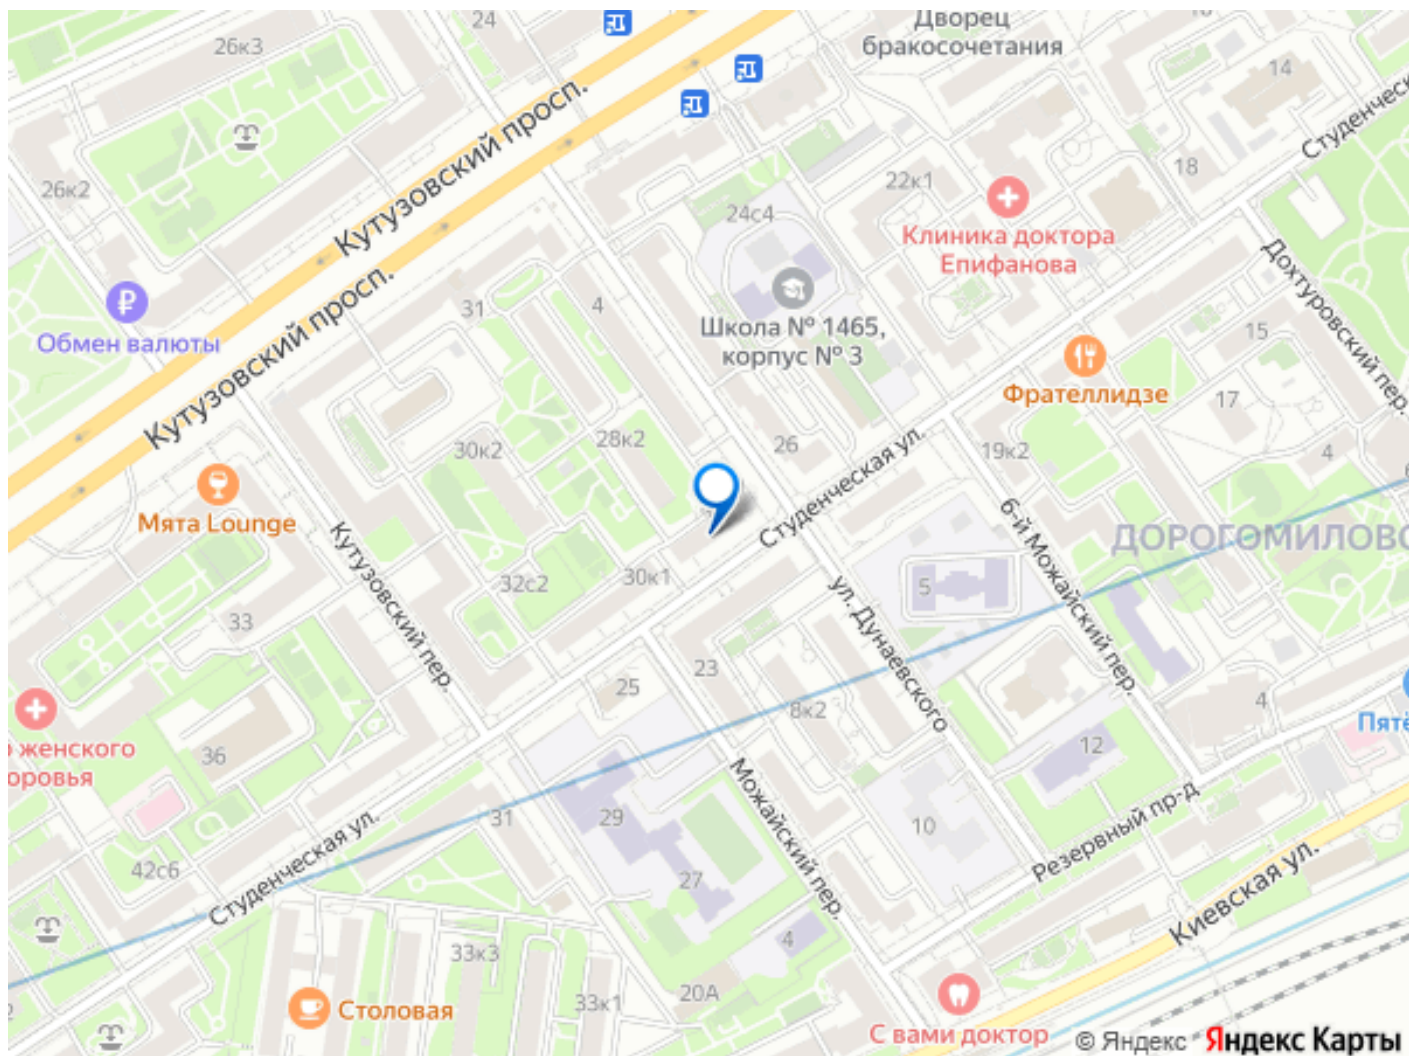 24
Дворец
бракосочетания
26к3
14
Кутузовский просп.
Студенческ
26к2
22к1
18
24с4
Клиника доктора
Епифанова
Кутузовский просп.
Обмен валюты
31
4
Школа № 1465,
корпус № 3
15
Дохтуровский пер.
Фрателлидзе
17
28к2
30к2
26
Студенческая ул.
19к2
4
Мята Lounge
6-й Можайский пер.
ДОРОГОМИЛОВС
Кутузовский пер.
32с2
30к1
5
ул. Дунаевского
33
23
25
8к2
4
Пятё
женского
оровья
36
12
Можайский пер.
29
31
10
Резервный пр-д
Киевская ул.
42с6
Студенческая ул.
27
33к3
4
20А
33к1
Столовая
С вами доктор
© Яндекс Яндекс Карты